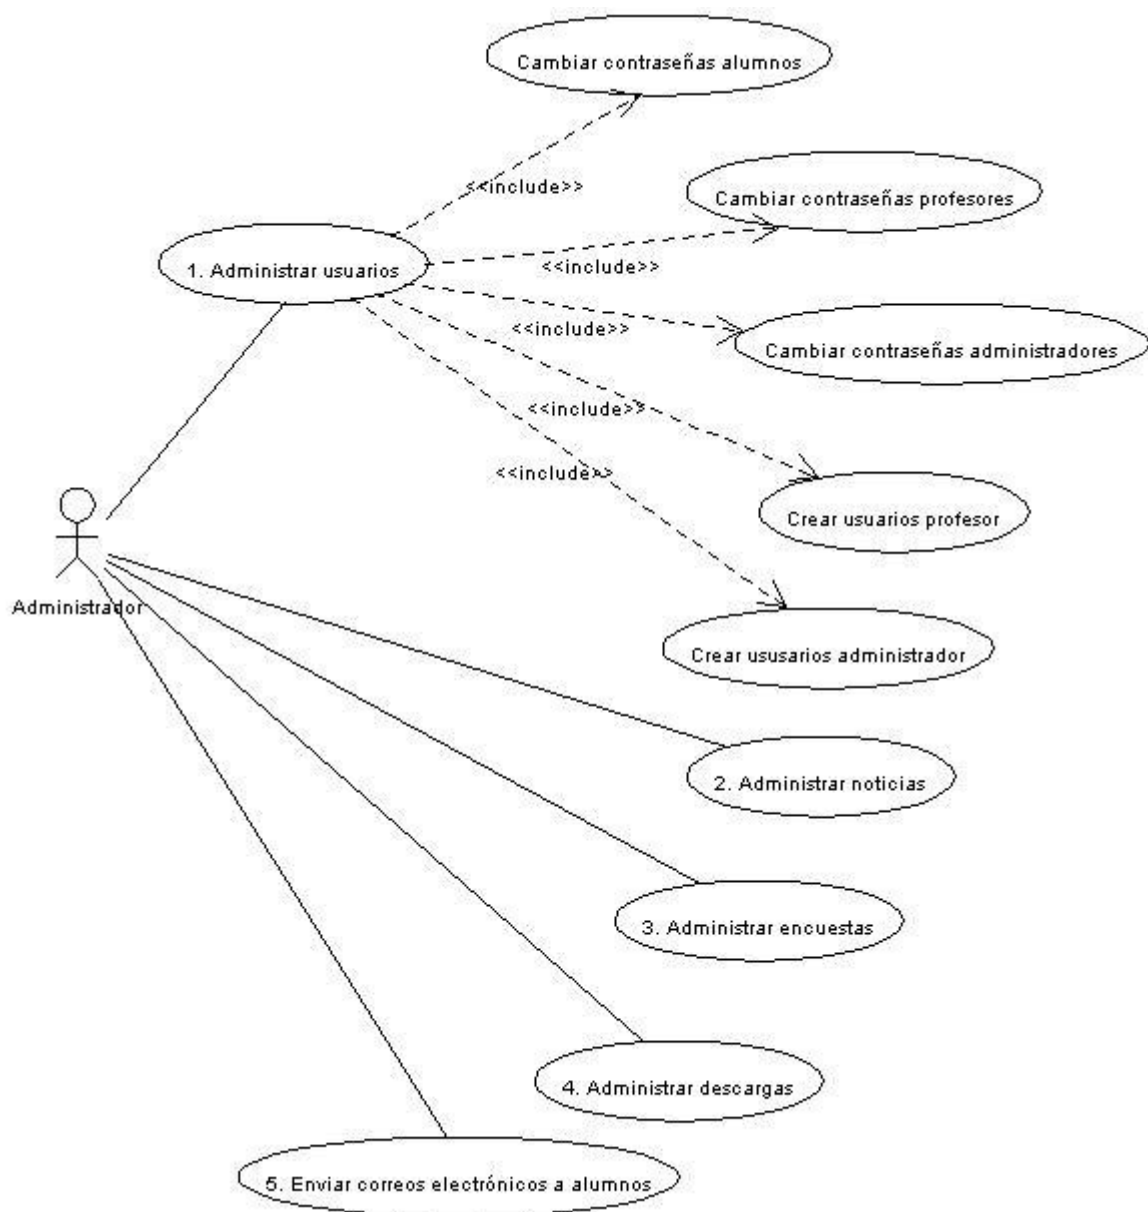 Cambiar contraseñas alumnos
<<include>>
Cambiar contraseñas profesores
1. Administrar usuarios
<<include>>
<<include>>
Cambiar contraseñas administradores
<<include>>
<<include>>
Crear usuarios profesor
Administrador
Crear ususarios administrador
2. Administrar noticias
3. Administrar encuestas
4. Administrar descargas
5. Enviar correos electrónicos a alumnos